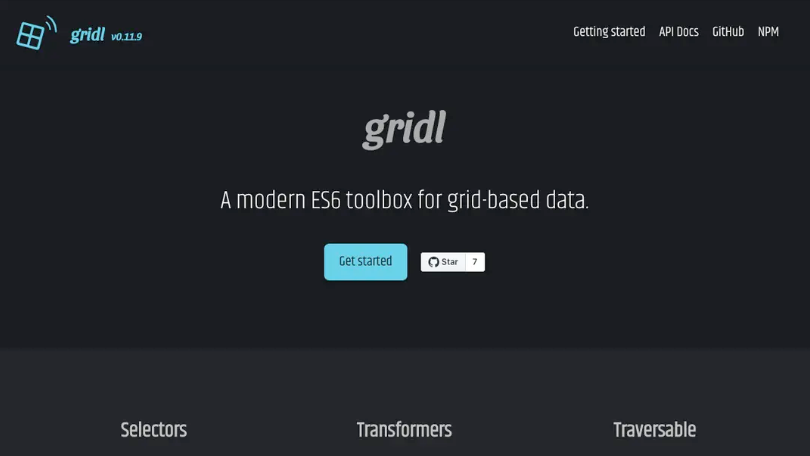 gridl v0.11.9
Getting started API Docs GitHub NPM
gridl
A modern ES6 toolbox for grid-based data.
Get started
Star 7
Selectors Transformers Traversable